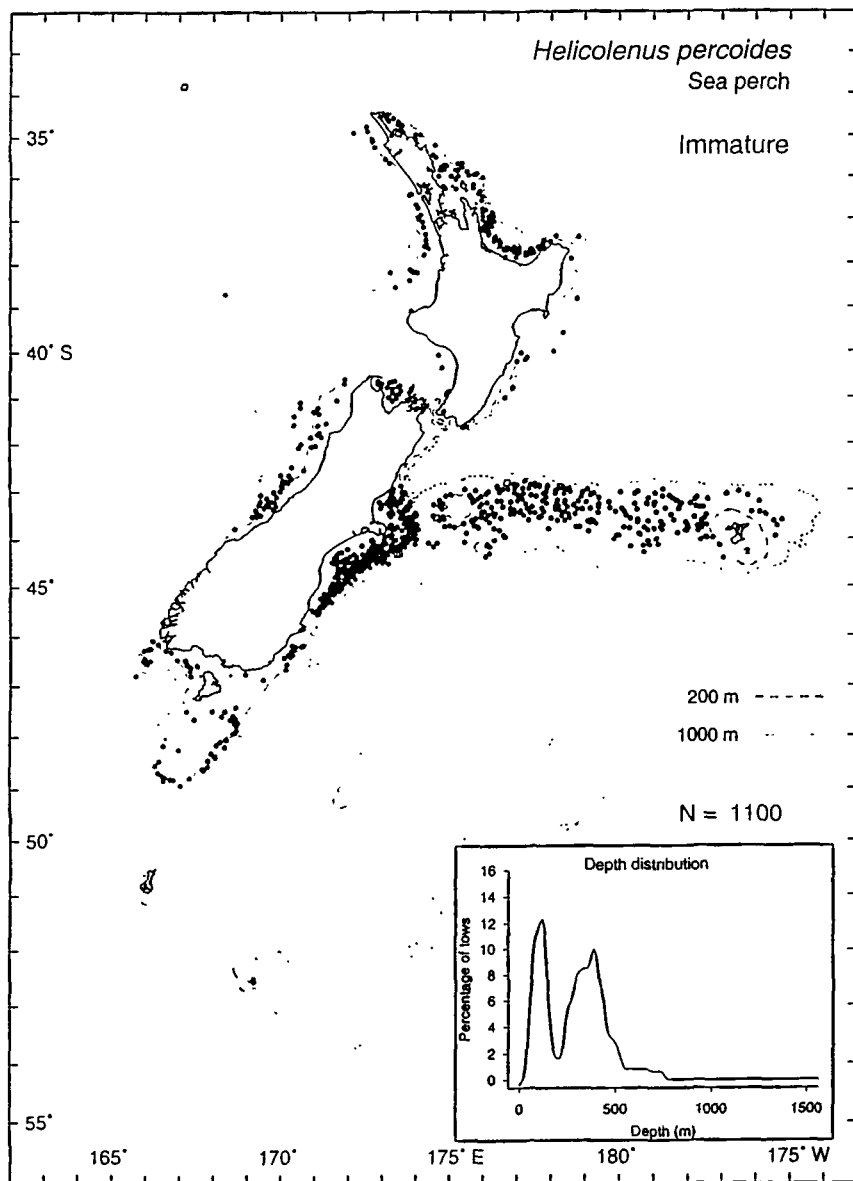 Helicolenus percoides
Sea perch
Immature
35°
40° S
45°
50°
55°
200 m
1000 m
N = 1100
Depth distribution
Percentage of tows
16
14
12
10
8
6
4
2
0
0 500 1000 1500
Depth (m)
165° 170° 175° E 180° 175° W